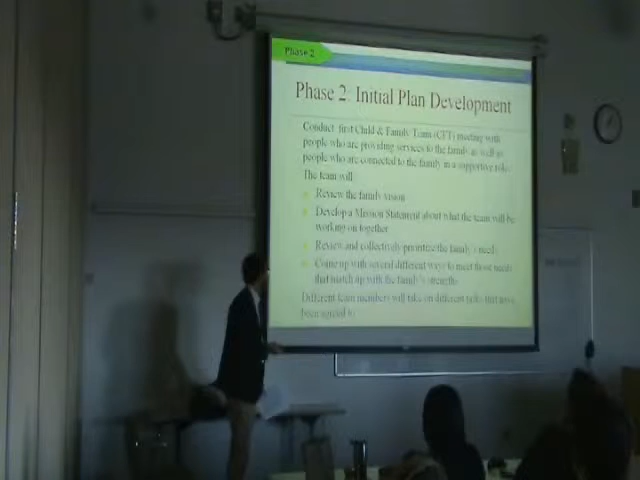 Phase 2
Phase 2: Initial Plan Development
Conduct first Child & Family Team (CFT) meeting with
people who are providing services to the family as well as
people who are connected to the family in a supportive role.
The team will
Review the family vision
Develop a Mission Statement about what the team will be
working on together
Review and collectively prioritize the family's needs
Come up with several different ways to meet those needs
that match up with the family's strengths
Different team members will take on different tasks that have
been agreed to